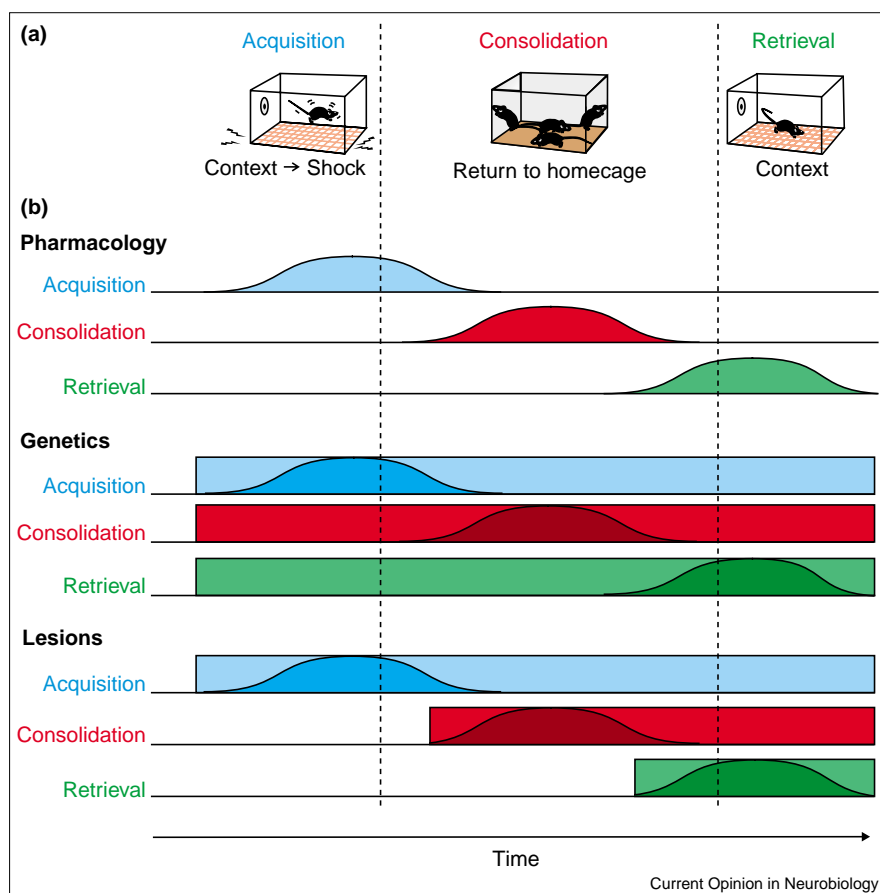 (a)
Acquisition
Consolidation
Retrieval
Context → Shock
Return to homecage
Context
(b)
Pharmacology
Acquisition
Consolidation
Retrieval
Genetics
Acquisition
Consolidation
Retrieval
Lesions
Acquisition
Consolidation
Retrieval
Time
Current Opinion in Neurobiology